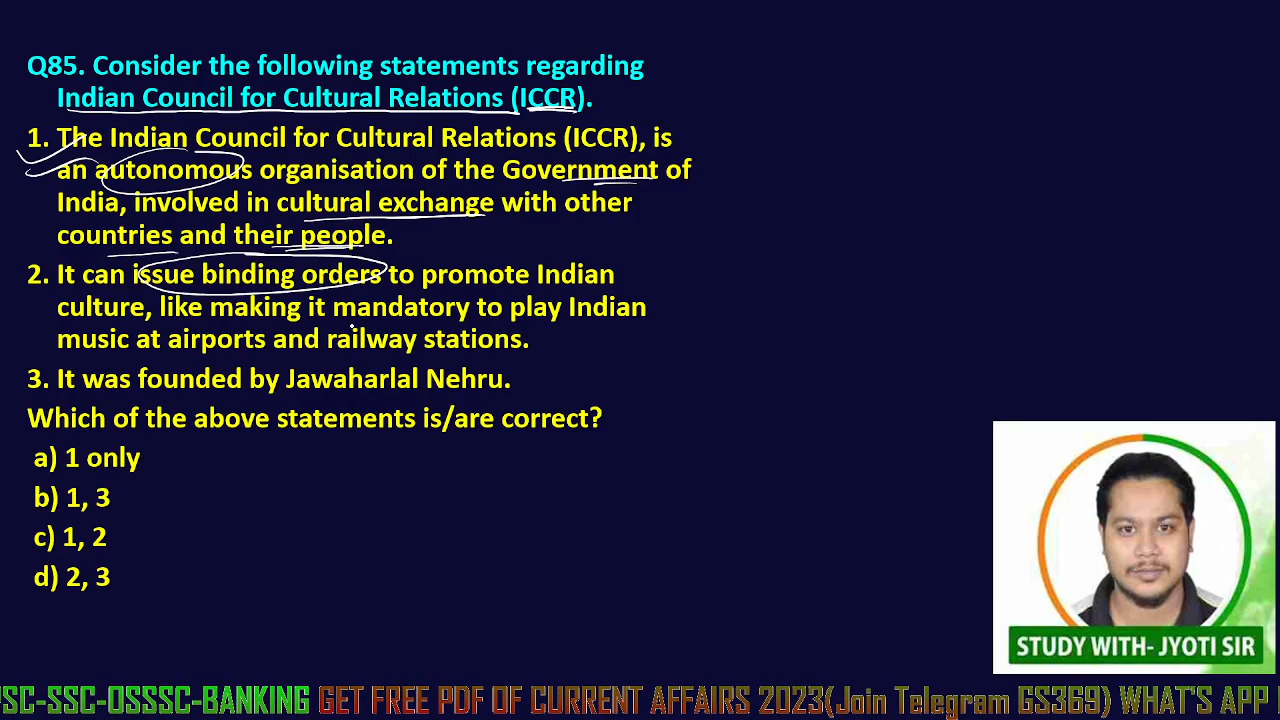 Q85. Consider the following statements regarding
Indian Council for Cultural Relations (ICCR).
1. The Indian Council for Cultural Relations (ICCR), is
an autonomous organisation of the Government of
India, involved in cultural exchange with other
countries and their people.
2. It can issue binding orders to promote Indian
culture, like making it mandatory to play Indian
music at airports and railway stations.
3. It was founded by Jawaharlal Nehru.
Which of the above statements is/are correct?
a) 1 only
b) 1, 3
c) 1, 2
d) 2, 3
STUDY WITH- JYOTI SIR
SC-SSC-OSSSC-BANKING GET FREE PDF OF CURRENT AFFAIRS 2023(Join Telegram GS369) WHAT'S APP